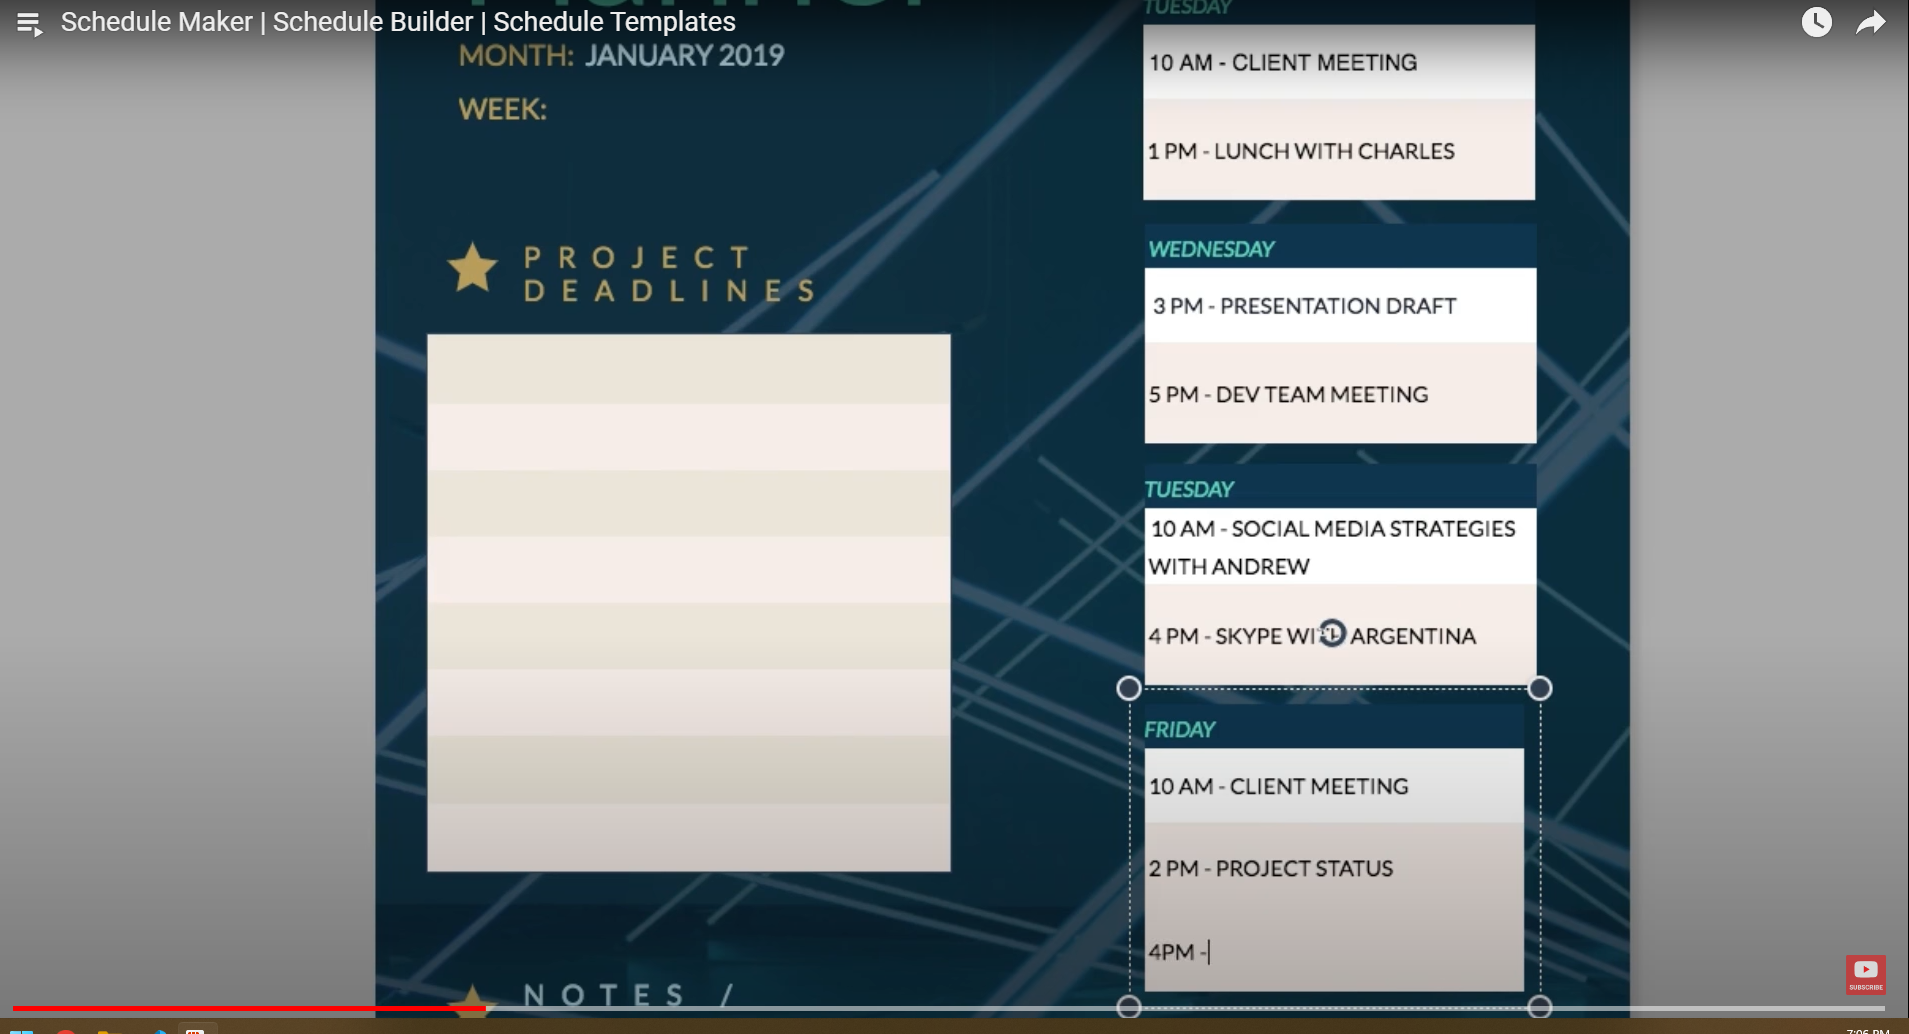 Schedule Maker | Schedule Builder | Schedule Templates
MONTH: JANUARY 2019
WEEK:
PROJECT
DEADLINES
NOTES /
TUESDAY
10 AM - CLIENT MEETING
1 PM - LUNCH WITH CHARLES
WEDNESDAY
3 PM - PRESENTATION DRAFT
5 PM - DEV TEAM MEETING
TUESDAY
10 AM - SOCIAL MEDIA STRATEGIES
WITH ANDREW
4 PM - SKYPE WITH ARGENTINA
FRIDAY
10 AM - CLIENT MEETING
2 PM - PROJECT STATUS
4PM -
SUBSCRIBE